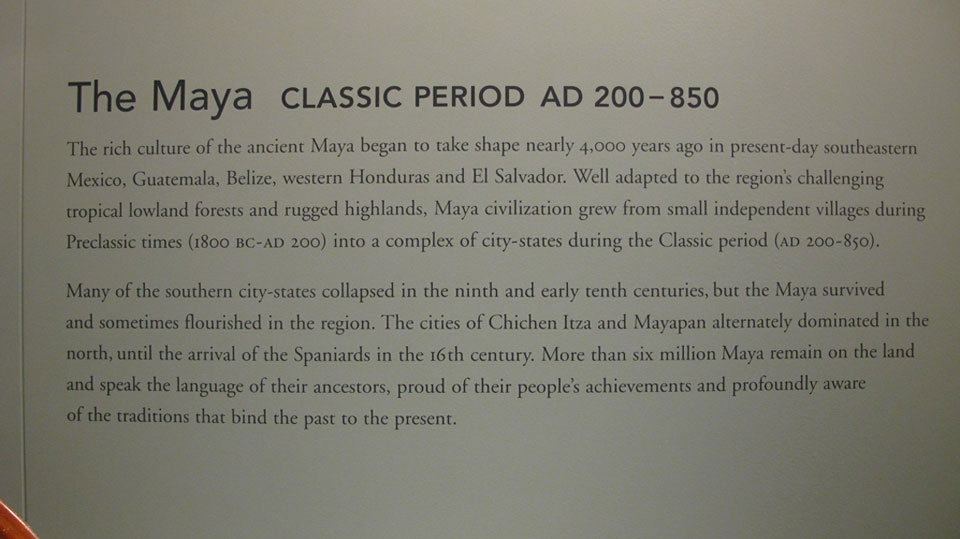 The Maya CLASSIC PERIOD AD 200–850
The rich culture of the ancient Maya began to take shape nearly 4,000 years ago in present-day southeastern
Mexico, Guatemala, Belize, western Honduras and El Salvador. Well adapted to the region's challenging
tropical lowland forests and rugged highlands, Maya civilization grew from small independent villages during
Preclassic times (1800 BC-AD 200) into a complex of city-states during the Classic period (AD 200-850).
Many of the southern city-states collapsed in the ninth and early tenth centuries, but the Maya survived
and sometimes flourished in the region. The cities of Chichen Itza and Mayapan alternately dominated in the
north, until the arrival of the Spaniards in the 16th century. More than six million Maya remain on the land
and speak the language of their ancestors, proud of their people's achievements and profoundly aware
of the traditions that bind the past to the present.